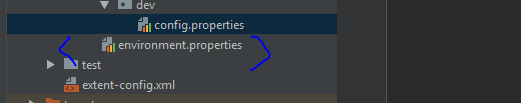 dev
config.properties
environment.properties
test
extent-config.xml